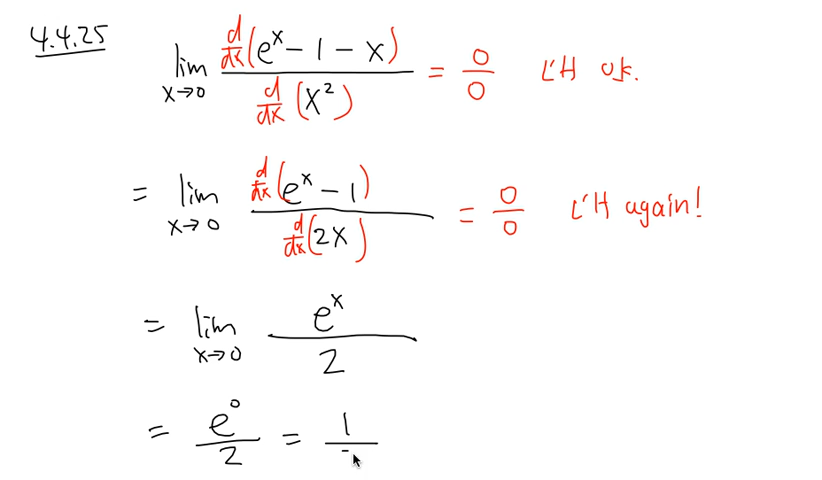 4.4.25
lim x→0 d/dx(e^x − 1 − x) / d/dx(x²) = 0/0 L'H ok.
= lim x→0 d/dx(e^x − 1) / d/dx(2x) = 0/0 L'H again!
= lim x→0 e^x / 2
= e^0 / 2 = 1 /